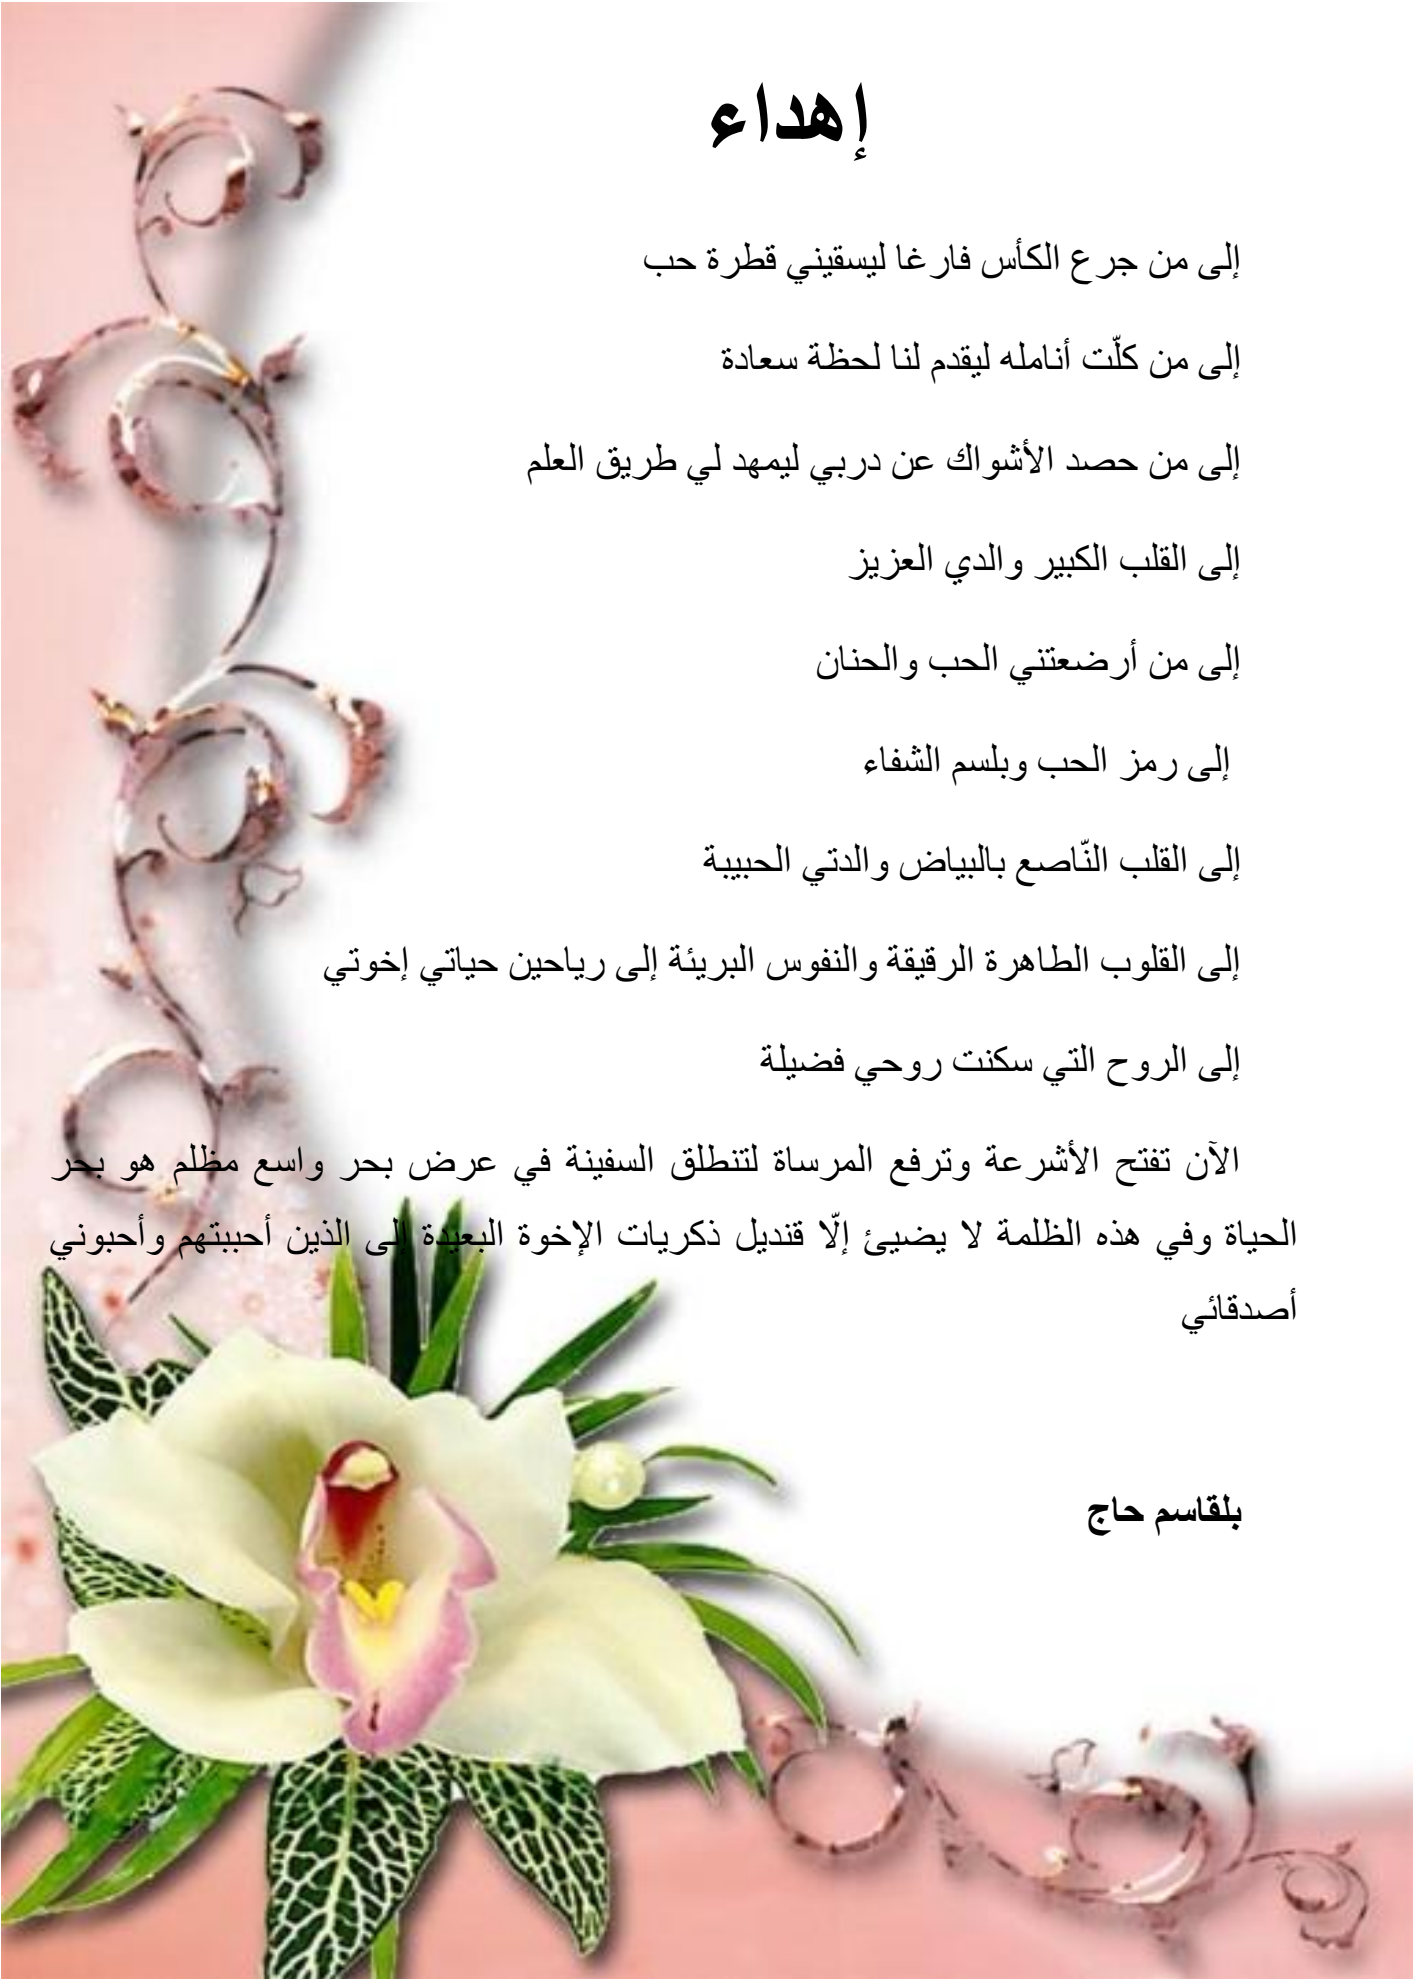 إهداء
إلى من جرع الكأس فارغا ليسقيني قطرة حب
إلى من كلّت أنامله ليقدم لنا لحظة سعادة
إلى من حصد الأشواك عن دربي ليمهد لي طريق العلم
إلى القلب الكبير والدي العزيز
إلى من أرضعتني الحب والحنان
إلى رمز الحب وبلسم الشفاء
إلى القلب النّاصع بالبياض والدتي الحبيبة
إلى القلوب الطاهرة الرقيقة والنفوس البريئة إلى رياحين حياتي إخوتي
إلى الروح التي سكنت روحي فضيلة
الآن تفتح الأشرعة وترفع المرساة لتنطلق السفينة في عرض بحر واسع مظلم هو بحر
الحياة وفي هذه الظلمة لا يضيئ إلّا قنديل ذكريات الإخوة البعيدة إلى الذين أحببتهم وأحبوني
أصدقائي
بلقاسم حاج